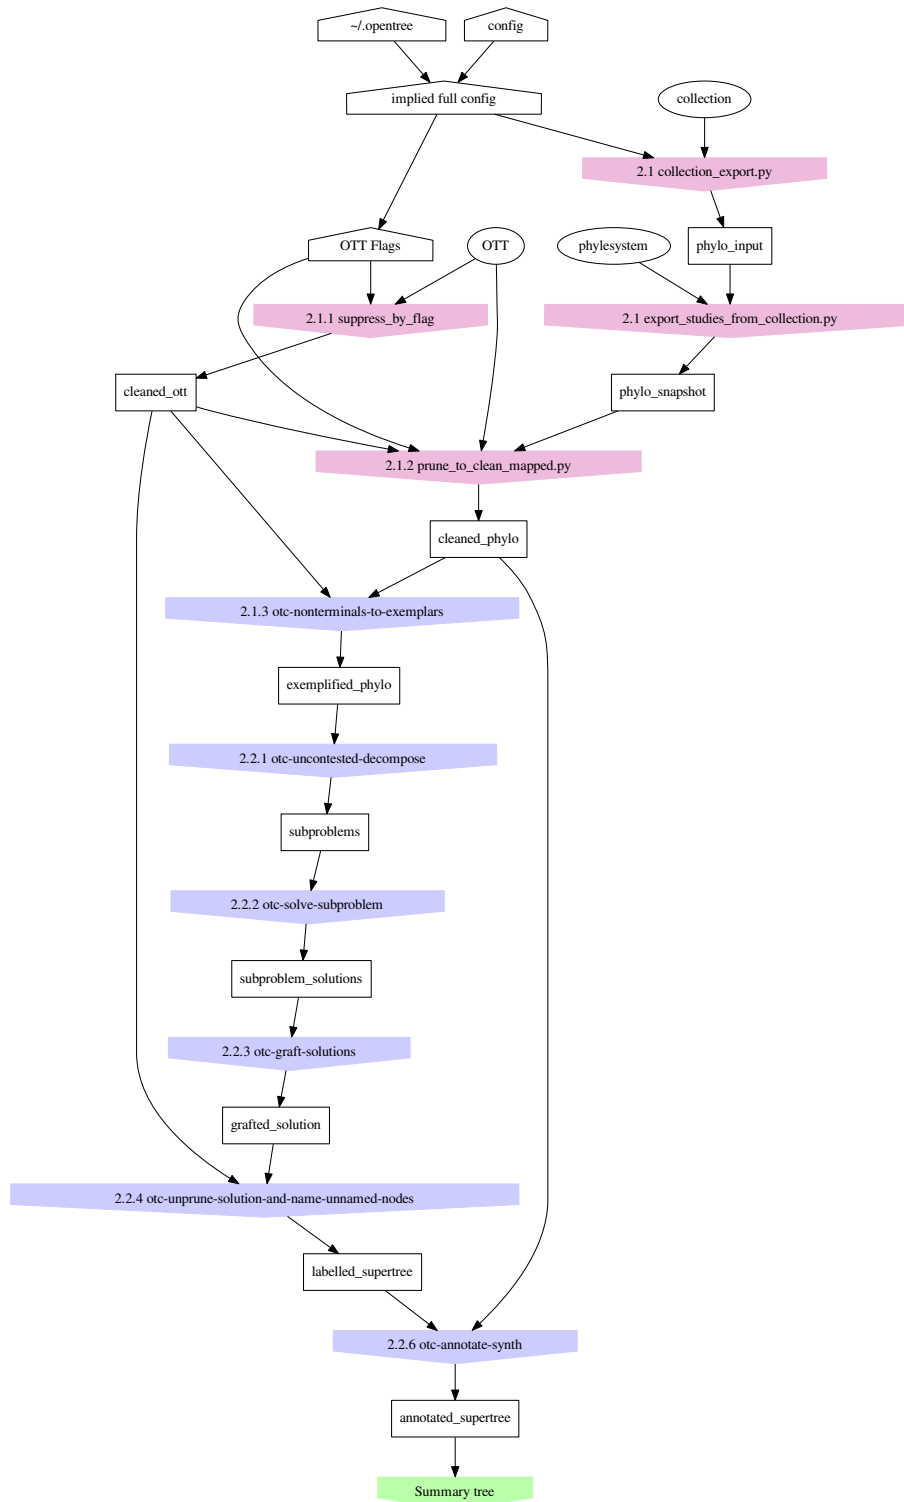 ~/.opentree
config
implied full config
collection
2.1 collection_export.py
OTT Flags
OTT
phylesystem
phylo_input
2.1.1 suppress_by_flag
2.1 export_studies_from_collection.py
cleaned_ott
phylo_snapshot
2.1.2 prune_to_clean_mapped.py
cleaned_phylo
2.1.3 otc-nonterminals-to-exemplars
exemplified_phylo
2.2.1 otc-uncontested-decompose
subproblems
2.2.2 otc-solve-subproblem
subproblem_solutions
2.2.3 otc-graft-solutions
grafted_solution
2.2.4 otc-unprune-solution-and-name-unnamed-nodes
labelled_supertree
2.2.6 otc-annotate-synth
annotated_supertree
Summary tree